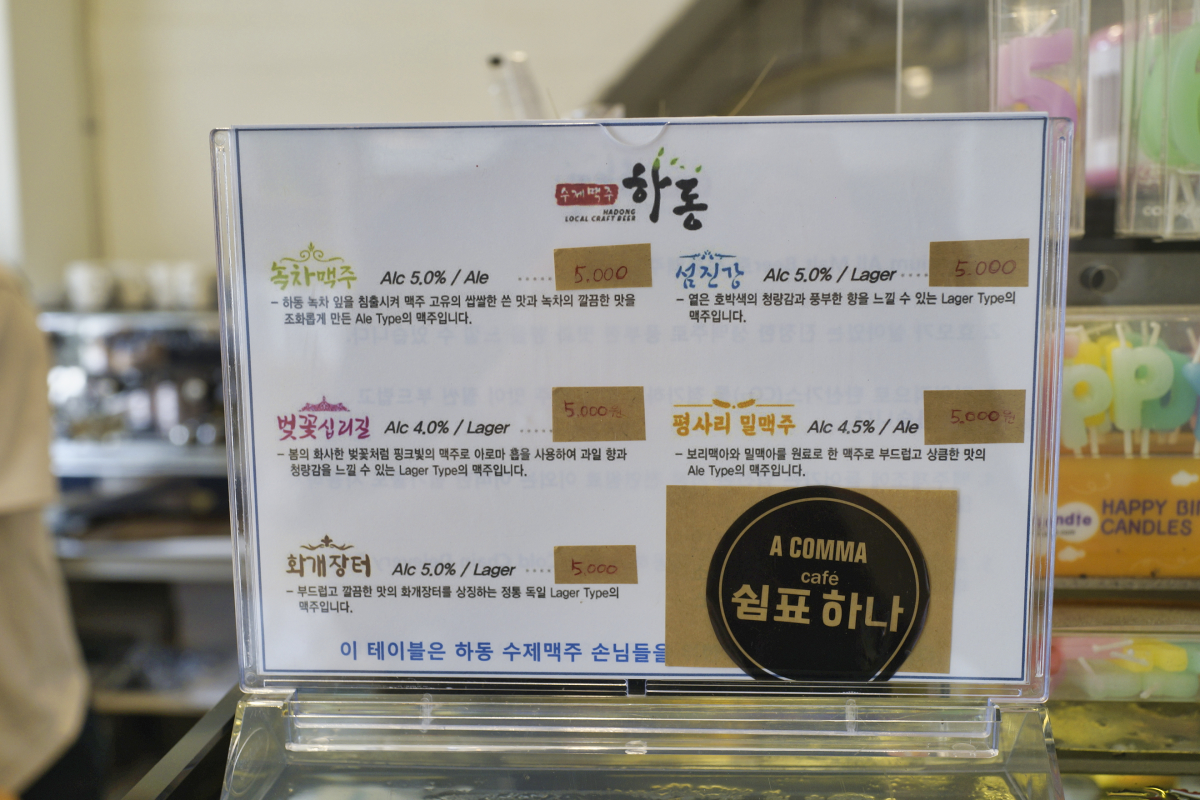 수제맥주 하동
HADONG
LOCAL CRAFT BEER
녹차맥주 Alc 5.0% / Ale ······ 5.000
- 하동 녹차 잎을 침출시켜 맥주 고유의 쌉쌀한 쓴 맛과 녹차의 깔끔한 맛을
조화롭게 만든 Ale Type의 맥주입니다.
섬진강 Alc 5.0% / Lager ······ 5.000
- 옅은 호박색의 청량감과 풍부한 향을 느낄 수 있는 Lager Type의
맥주입니다.
벚꽃십리길 Alc 4.0% / Lager ······ 5.000원
- 봄의 화사한 벚꽃처럼 핑크빛의 맥주로 아로마 홉을 사용하여 과일 향과
청량감을 느낄 수 있는 Lager Type의 맥주입니다.
평사리 밀맥주 Alc 4.5% / Ale 5.000원
- 보리맥아와 밀맥아를 원료로 한 맥주로 부드럽고 상큼한 맛의
Ale Type의 맥주입니다.
화개장터 Alc 5.0% / Lager ····· 5.000
- 부드럽고 깔끔한 맛의 화개장터를 상징하는 정통 독일 Lager Type의
맥주입니다.
이 테이블은 하동 수제맥주 손님들을
A COMMA
café
쉼표하나
HAPPY BI
CANDLES